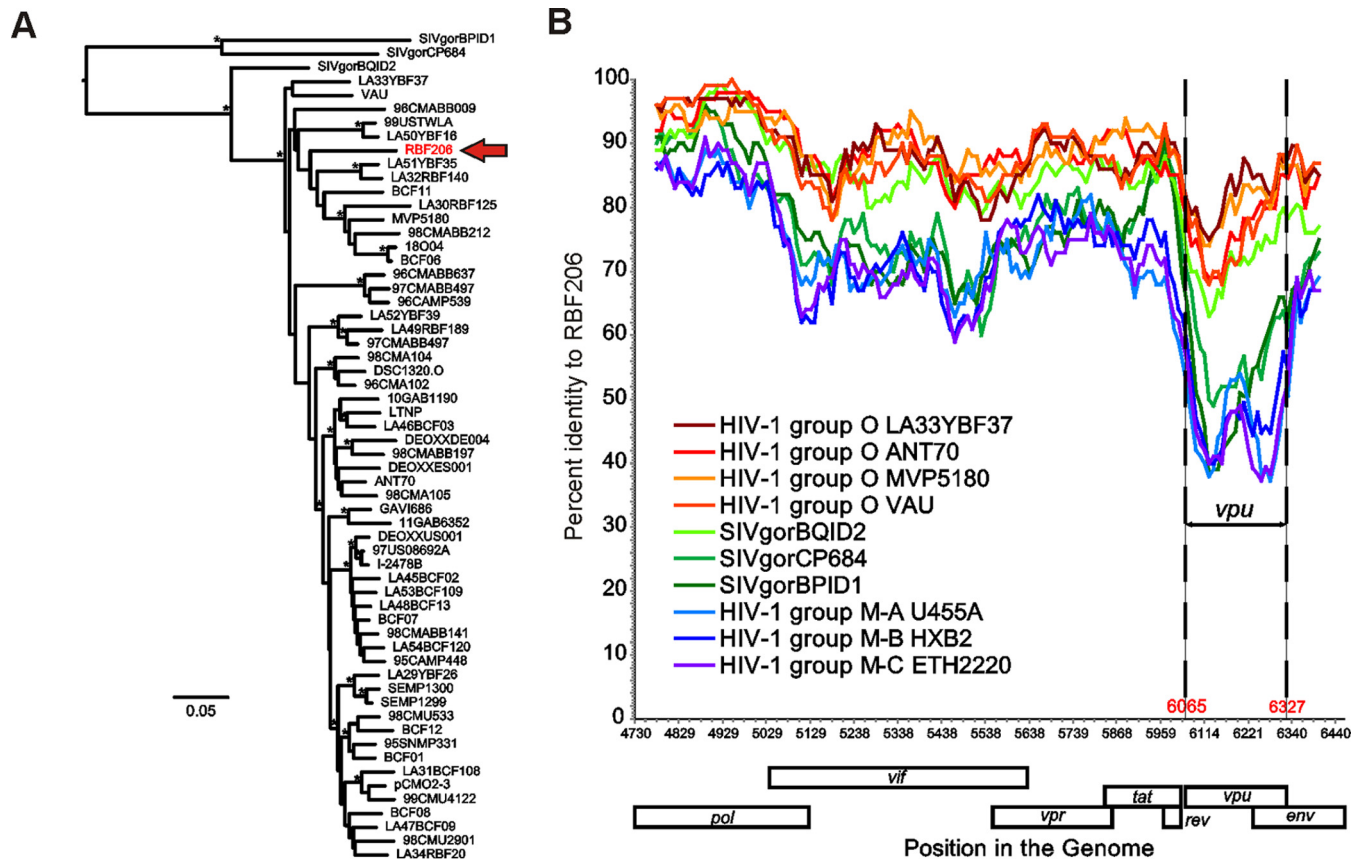 A
SIVgorBPID1
SIVgorCP684
SIVgorBQID2
LA33YBF37
VAU
98CMABB009
99USTWLA
LA50YBF16
RBF206
LA51YBF35
LA32RBF140
BCF11
LA30RBF125
MVP5180
98CMABB212
18O04
BCF06
96CMABB637
97CMABB497
96CAMP539
LA52YBF39
LA49RBF189
97CMABB497
98CMA104
DSC1320.O
96CMA102
10GAB1190
LTNP
LA46BCF03
DEOXXDE004
98CMABB197
DEOXXES001
ANT70
98CMA105
GAVI686
11GAB6352
DEOXXUS001
97US08692A
I-2478B
LA45BCF02
LA53BCF109
LA48BCF13
BCF07
98CMABB141
LA54BCF120
95CAMP448
LA29YBF26
SEMP1300
SEMP1299
98CMU533
BCF12
95SNMP331
BCF01
LA31BCF108
pCMO2-3
99CMU4122
BCF08
LA47BCF09
98CMU2901
LA34RBF20
0.05
B
Percent identity to RBF206
100
90
80
70
60
50
40
30
20
10
0
HIV-1 group O LA33YBF37
HIV-1 group O ANT70
HIV-1 group O MVP5180
HIV-1 group O VAU
SIVgorBQID2
SIVgorCP684
SIVgorBPID1
HIV-1 group M-A U455A
HIV-1 group M-B HXB2
HIV-1 group M-C ETH2220
vpu
6065 6327
4730 4829 4929 5029 5129 5238 5338 5438 5538 5638 5739 5868 5959 6114 6221 6340 6440
vif
tat vpu
pol vpr rev env
Position in the Genome